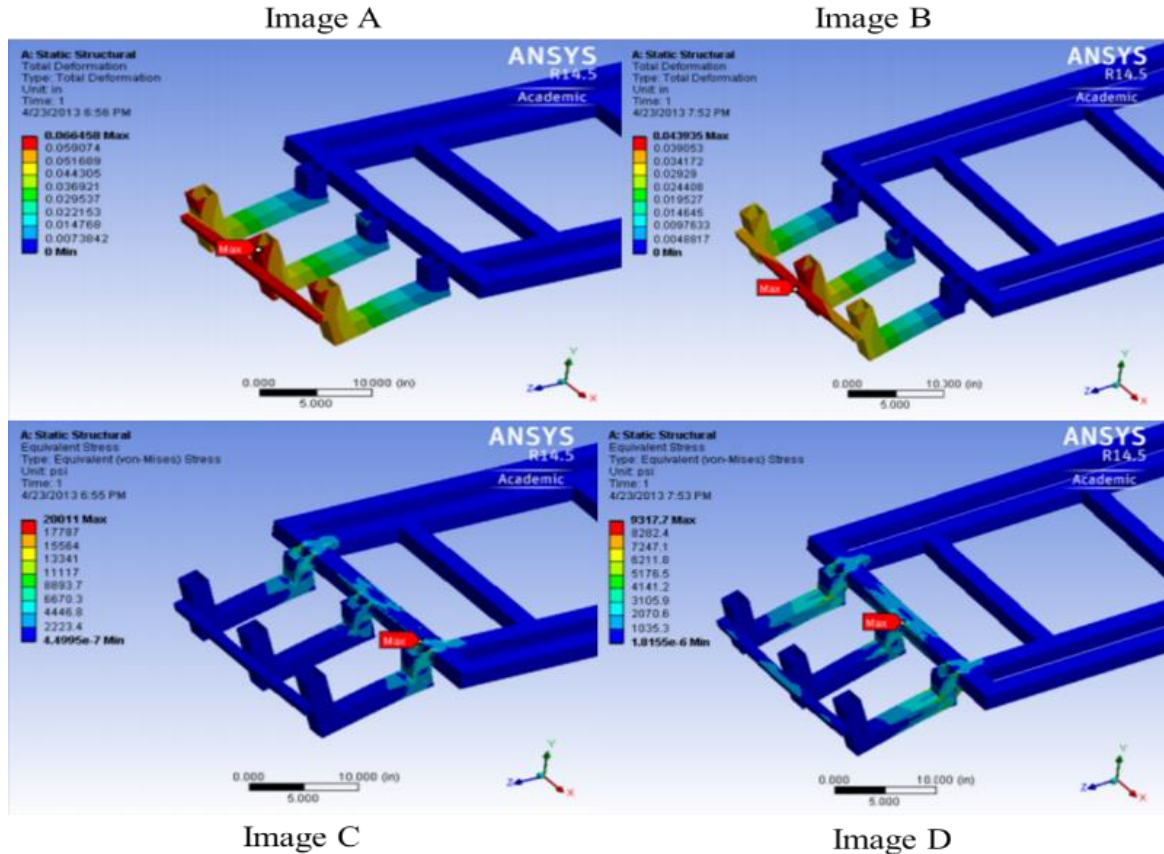 Image A
Image B
A: Static Structural
Total Deformation
Type: Total Deformation
Unit: in
Time: 1
4/23/2013 6:56 PM
0.066458 Max
0.059074
0.051689
0.044305
0.036921
0.029537
0.022153
0.014768
0.0073842
0 Min
ANSYS
R14.5
Academic
Max
0.000
10.000 (in)
5.000
Y
Z
X
A: Static Structural
Total Deformation
Type: Total Deformation
Unit: in
Time: 1
4/23/2013 7:52 PM
0.043935 Max
0.039053
0.034172
0.02929
0.024408
0.019527
0.014645
0.0097633
0.0048817
0 Min
ANSYS
R14.5
Academic
Max
0.000
10.300 (in)
5.000
Y
Z
X
A: Static Structural
Equivalent Stress
Type: Equivalent (von-Mises) Stress
Unit: psi
Time: 1
4/23/2013 6:55 PM
20011 Max
17787
15564
13341
11117
8893.7
6670.3
4446.8
2223.4
4.4995e-7 Min
ANSYS
R14.5
Academic
Max
0.000
10.000 (in)
5.000
Y
Z
X
A: Static Structural
Equivalent Stress
Type: Equivalent (von-Mises) Stress
Unit: psi
Time: 1
4/23/2013 7:53 PM
9317.7 Max
8282.4
7247.1
6211.8
5176.5
4141.2
3105.9
2070.6
1035.3
1.8155e-6 Min
ANSYS
R14.5
Academic
Max
0.000
10.000 (in)
5.000
Y
Z
X
Image C
Image D